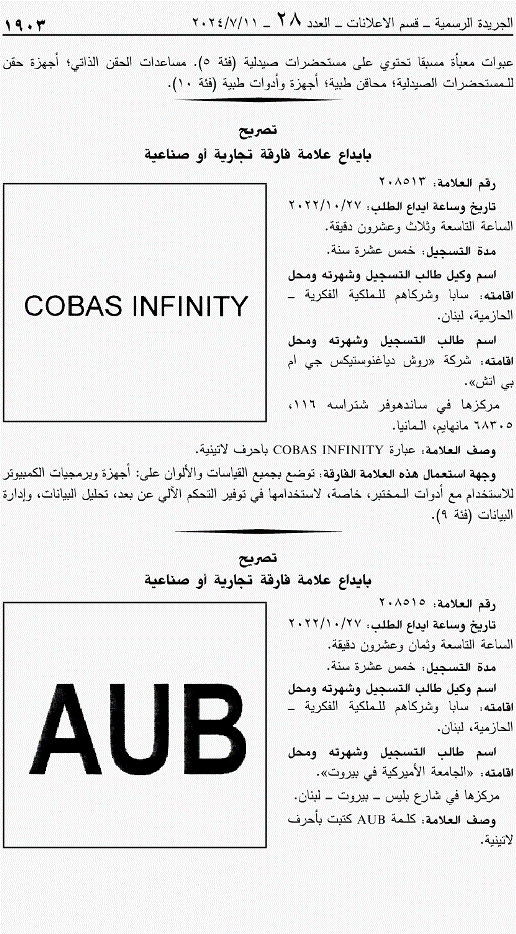 الجريدة الرسمية – قسم الاعلانات – العدد ٢٨ – ٢٠٢٤/٧/١١
١٩٠٣
عبوات معبأة مسبقا تحتوي على مستحضرات صيدلية (فئة ٥). مساعدات الحقن الذاتي؛ أجهزة حقن
للمستحضرات الصيدلية؛ محاقن طبية؛ أجهزة وأدوات طبية (فئة ١٠).
تصريح
بايداع علامة فارقة تجارية أو صناعية
رقم العلامة: ٢٠٨٥١٣
تاريخ وساعة ايداع الطلب: ٢٠٢٢/١٠/٢٧
الساعة التاسعة وثلاث وعشرون دقيقة.
مدة التسجيل: خمس عشرة سنة.
اسم وكيل طالب التسجيل وشهرته ومحل
اقامته: سابا وشركاهم للملكية الفكرية –
الحازمية، لبنان.
اسم طالب التسجيل وشهرته ومحل
اقامته: شركة «روش دياغنوستيكس جي ام
بي اتش».
مركزها في ساندهوفر شتراسه ١١٦،
٦٨٣٠٥ مانهايم، المانيا.
COBAS INFINITY
وصف العلامة: عبارة COBAS INFINITY باحرف لاتينية.
وجهة استعمال هذه العلامة الفارقة: توضع بجميع القياسات والألوان على: أجهزة وبرمجيات الكمبيوتر
للاستخدام مع أدوات المختبر، خاصة، لاستخدامها في توفير التحكم الآلي عن بعد، تحليل البيانات، وإدارة
البيانات (فئة ٩).
تصريح
بايداع علامة فارقة تجارية أو صناعية
رقم العلامة: ٢٠٨٥١٥
تاريخ وساعة ايداع الطلب: ٢٠٢٢/١٠/٢٧
الساعة التاسعة وثمان وعشرون دقيقة.
مدة التسجيل: خمس عشرة سنة.
اسم وكيل طالب التسجيل وشهرته ومحل
اقامته: سابا وشركاهم للملكية الفكرية –
الحازمية، لبنان.
اسم طالب التسجيل وشهرته ومحل
اقامته: «الجامعة الأميركية في بيروت».
مركزها في شارع بليس – بيروت – لبنان.
وصف العلامة: كلمة AUB كتبت بأحرف
لاتينية.
AUB